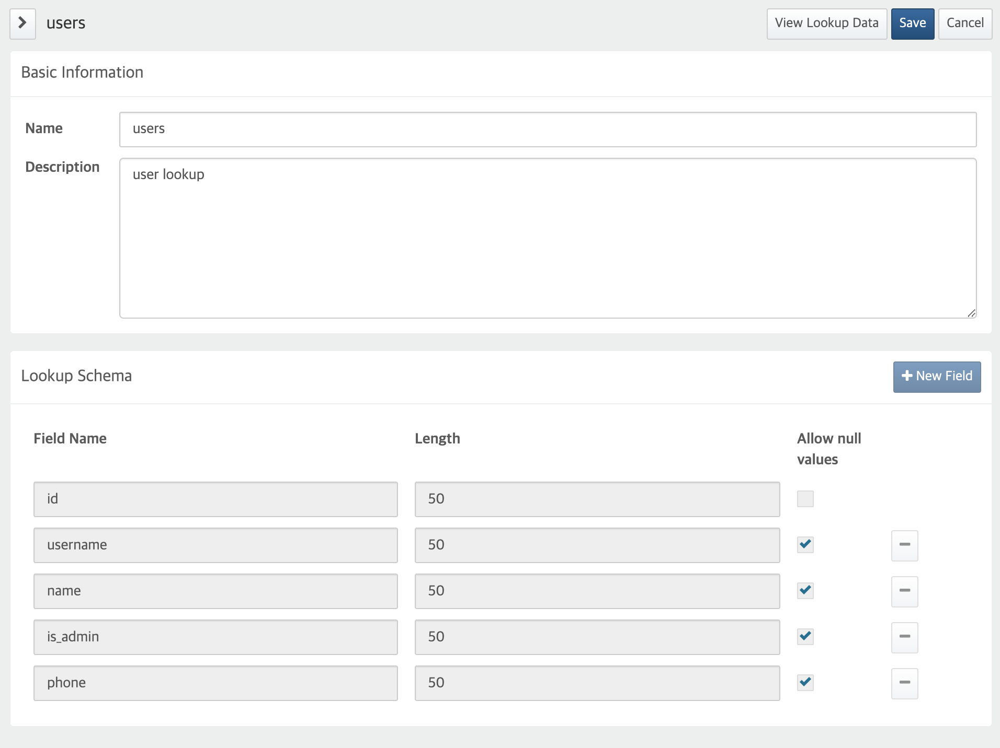 users
View Lookup Data
Save
Cancel
Basic Information
Name
users
Description
user lookup
Lookup Schema
New Field
Field Name
Length
Allow null
values
id
50
username
50
name
50
is_admin
50
phone
50